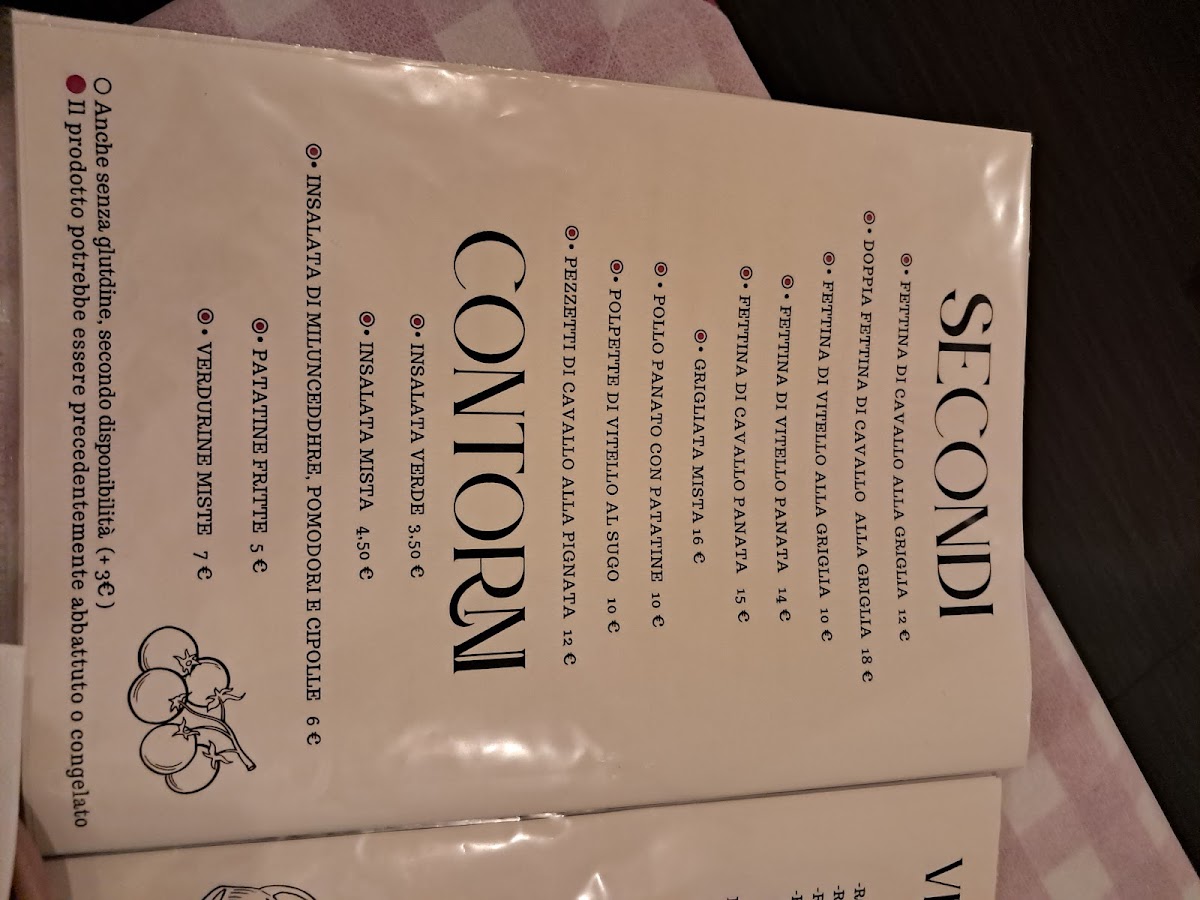 SECONDI
• FETTINA DI CAVALLO ALLA GRIGLIA 12 €
• DOPPIA FETTINA DI CAVALLO ALLA GRIGLIA 18 €
• FETTINA DI VITELLO ALLA GRIGLIA 10 €
• FETTINA DI VITELLO PANATA 14 €
• FETTINA DI CAVALLO PANATA 15 €
• GRIGLIATA MISTA 16 €
• POLLO PANATO CON PATATINE 10 €
• POLPETTE DI VITELLO AL SUGO 10 €
• PEZZETTI DI CAVALLO ALLA PIGNATA 12 €
CONTORNI
• INSALATA VERDE 3,50 €
• INSALATA MISTA 4,50 €
• INSALATA DI MILUNCEDDHRE, POMODORI E CIPOLLE 6 €
• PATATINE FRITTE 5 €
• VERDURINE MISTE 7 €
Anche senza glutdine, secondo disponibilità (+ 3€)
Il prodotto potrebbe essere precedentemente abbattuto o congelato